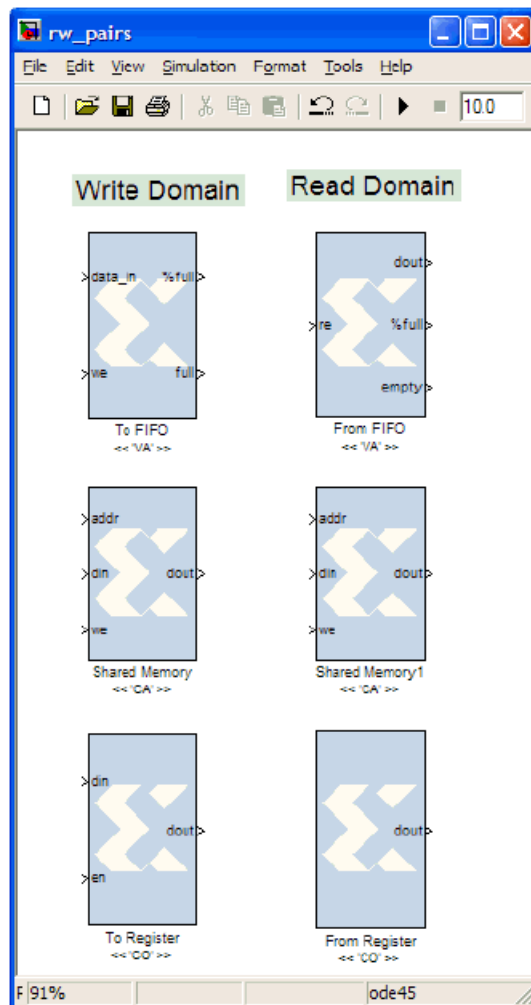 rw_pairs
File Edit View Simulation Format Tools Help
10.0
Write Domain Read Domain
data_in %full
we full
To FIFO
<< 'VA' >>
dout
re %full
empty
From FIFO
<< 'VA' >>
addr
din dout
we
Shared Memory
<< 'CA' >>
addr
din dout
we
Shared Memory1
<< 'CA' >>
din
dout
en
To Register
<< 'CO' >>
dout
From Register
<< 'CO' >>
F 91% ode45